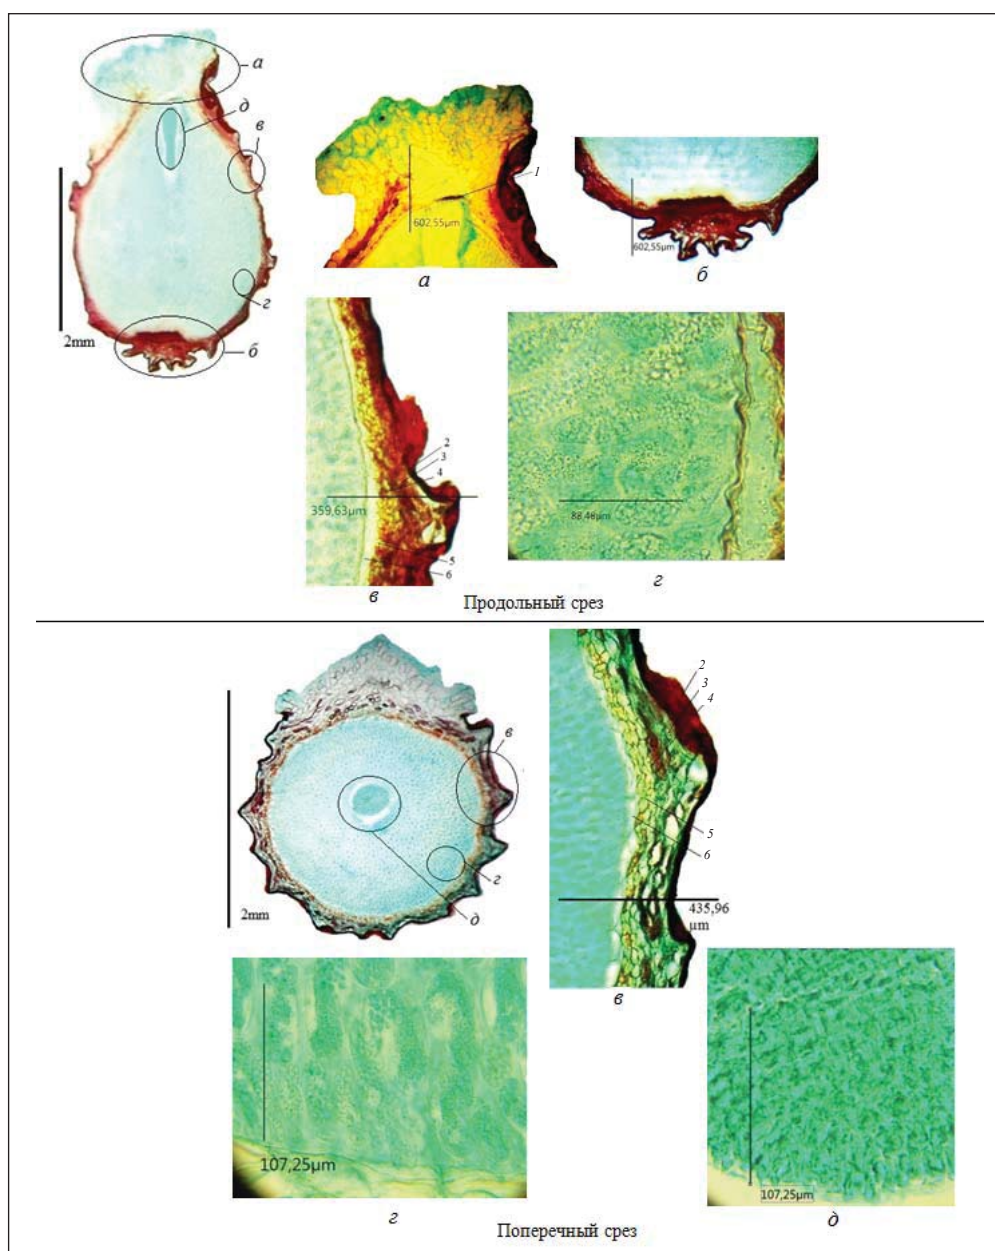 а
д
в
г
б
2mm
1
602,55µm
а
602,55µm
б
2
3
4
359,63µm
5
6
в
88,48µm
г
Продольный срез
в
г
д
2mm
2
3
4
5
6
435,96
µm
в
107,25µm
г
107,25µm
д
Поперечный срез